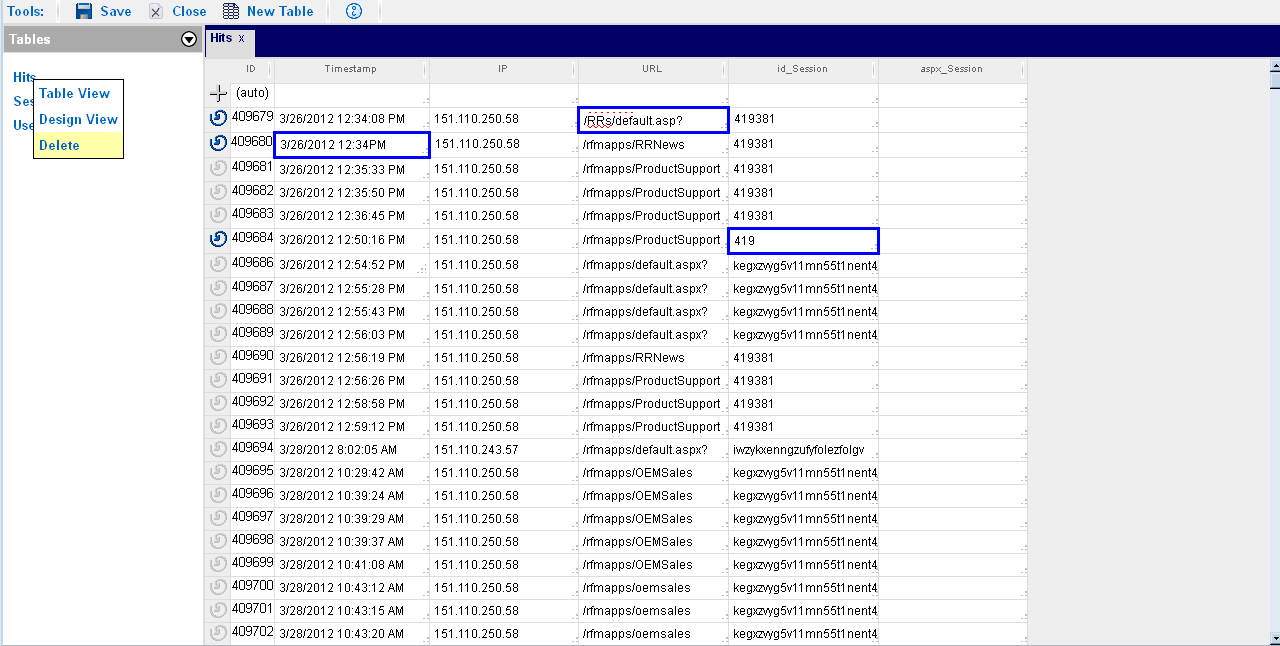 Tools: Save Close New Table
Tables
Hits x
Hits
Table View
Design View
Delete
ID Timestamp IP URL id_Session aspx_Session
(auto)
409679 3/26/2012 12:34:08 PM 151.110.250.58 /RRs/default.asp? 419381
409680 3/26/2012 12:34PM 151.110.250.58 /rfmapps/RRNews 419381
409681 3/26/2012 12:35:33 PM 151.110.250.58 /rfmapps/ProductSupport 419381
409682 3/26/2012 12:35:50 PM 151.110.250.58 /rfmapps/ProductSupport 419381
409683 3/26/2012 12:36:45 PM 151.110.250.58 /rfmapps/ProductSupport 419381
409684 3/26/2012 12:50:16 PM 151.110.250.58 /rfmapps/ProductSupport 419
409686 3/26/2012 12:54:52 PM 151.110.250.58 /rfmapps/default.aspx? kegxzvyg5v11mn55t1nent4
409687 3/26/2012 12:55:28 PM 151.110.250.58 /rfmapps/default.aspx? kegxzvyg5v11mn55t1nent4
409688 3/26/2012 12:55:43 PM 151.110.250.58 /rfmapps/default.aspx? kegxzvyg5v11mn55t1nent4
409689 3/26/2012 12:56:03 PM 151.110.250.58 /rfmapps/default.aspx? kegxzvyg5v11mn55t1nent4
409690 3/26/2012 12:56:19 PM 151.110.250.58 /rfmapps/RRNews 419381
409691 3/26/2012 12:56:26 PM 151.110.250.58 /rfmapps/ProductSupport 419381
409692 3/26/2012 12:58:58 PM 151.110.250.58 /rfmapps/ProductSupport 419381
409693 3/26/2012 12:59:12 PM 151.110.250.58 /rfmapps/ProductSupport 419381
409694 3/28/2012 8:02:05 AM 151.110.243.57 /rfmapps/default.aspx? iwzykxenngzufyfolezfolgv
409695 3/28/2012 10:29:42 AM 151.110.250.58 /rfmapps/OEMSales kegxzvyg5v11mn55t1nent4
409696 3/28/2012 10:39:24 AM 151.110.250.58 /rfmapps/OEMSales kegxzvyg5v11mn55t1nent4
409697 3/28/2012 10:39:29 AM 151.110.250.58 /rfmapps/OEMSales kegxzvyg5v11mn55t1nent4
409698 3/28/2012 10:39:37 AM 151.110.250.58 /rfmapps/OEMSales kegxzvyg5v11mn55t1nent4
409699 3/28/2012 10:41:08 AM 151.110.250.58 /rfmapps/OEMSales kegxzvyg5v11mn55t1nent4
409700 3/28/2012 10:43:12 AM 151.110.250.58 /rfmapps/oemsales kegxzvyg5v11mn55t1nent4
409701 3/28/2012 10:43:15 AM 151.110.250.58 /rfmapps/oemsales kegxzvyg5v11mn55t1nent4
409702 3/28/2012 10:43:20 AM 151.110.250.58 /rfmapps/oemsales kegxzvyg5v11mn55t1nent4